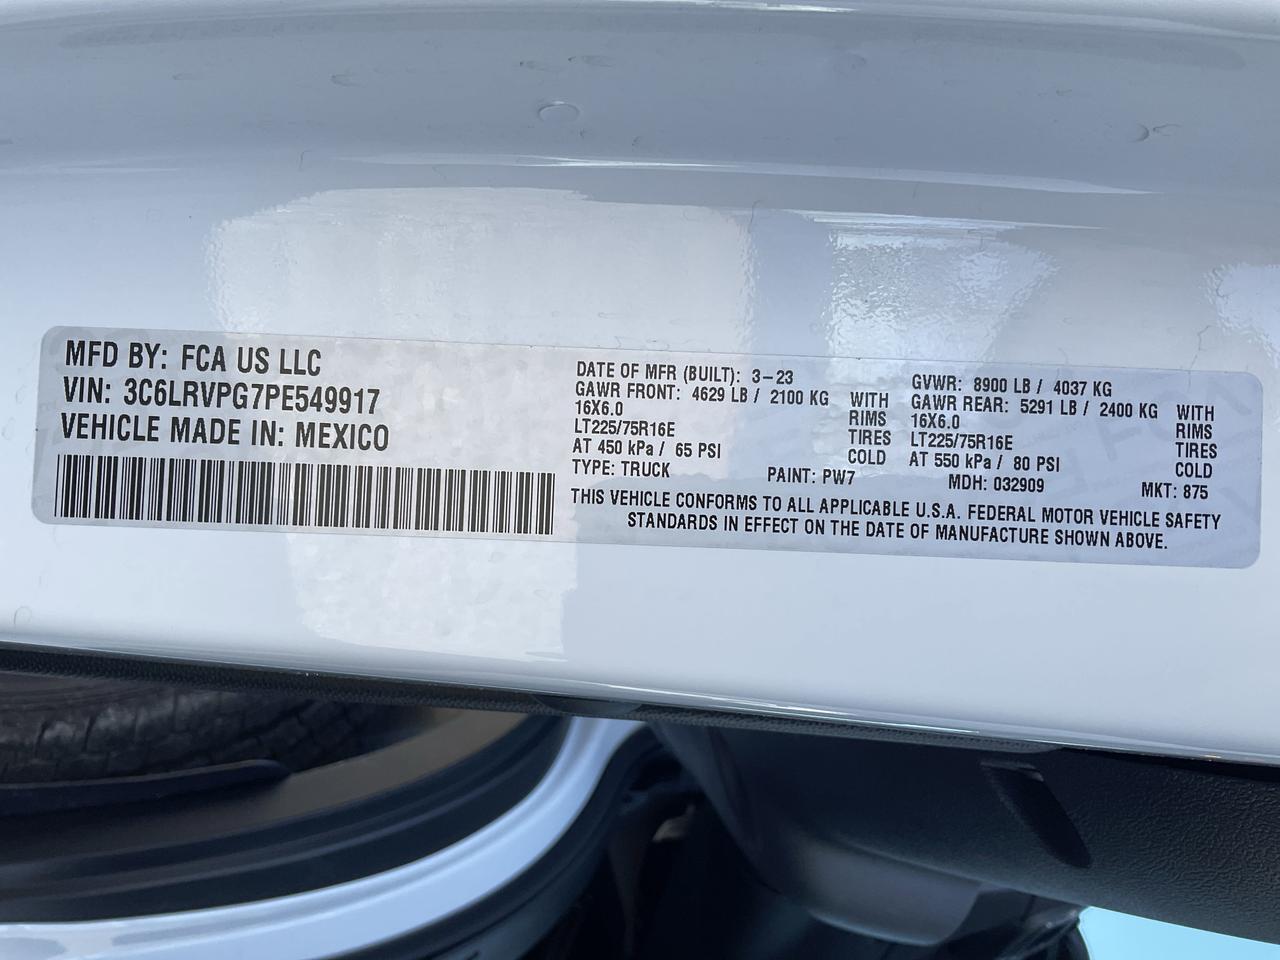 MFD BY: FCA US LLC
VIN: 3C6LRVPG7PE549917
VEHICLE MADE IN: MEXICO
DATE OF MFR (BUILT): 3-23
GAWR FRONT: 4629 LB / 2100 KG WITH
16X6.0 RIMS
LT225/75R16E TIRES
AT 450 kPa / 65 PSI COLD
TYPE: TRUCK PAINT: PW7
GVWR: 8900 LB / 4037 KG
GAWR REAR: 5291 LB / 2400 KG WITH
16X6.0 RIMS
LT225/75R16E TIRES
AT 550 kPa / 80 PSI COLD
MDH: 032909 MKT: 875
THIS VEHICLE CONFORMS TO ALL APPLICABLE U.S.A. FEDERAL MOTOR VEHICLE SAFETY
STANDARDS IN EFFECT ON THE DATE OF MANUFACTURE SHOWN ABOVE.